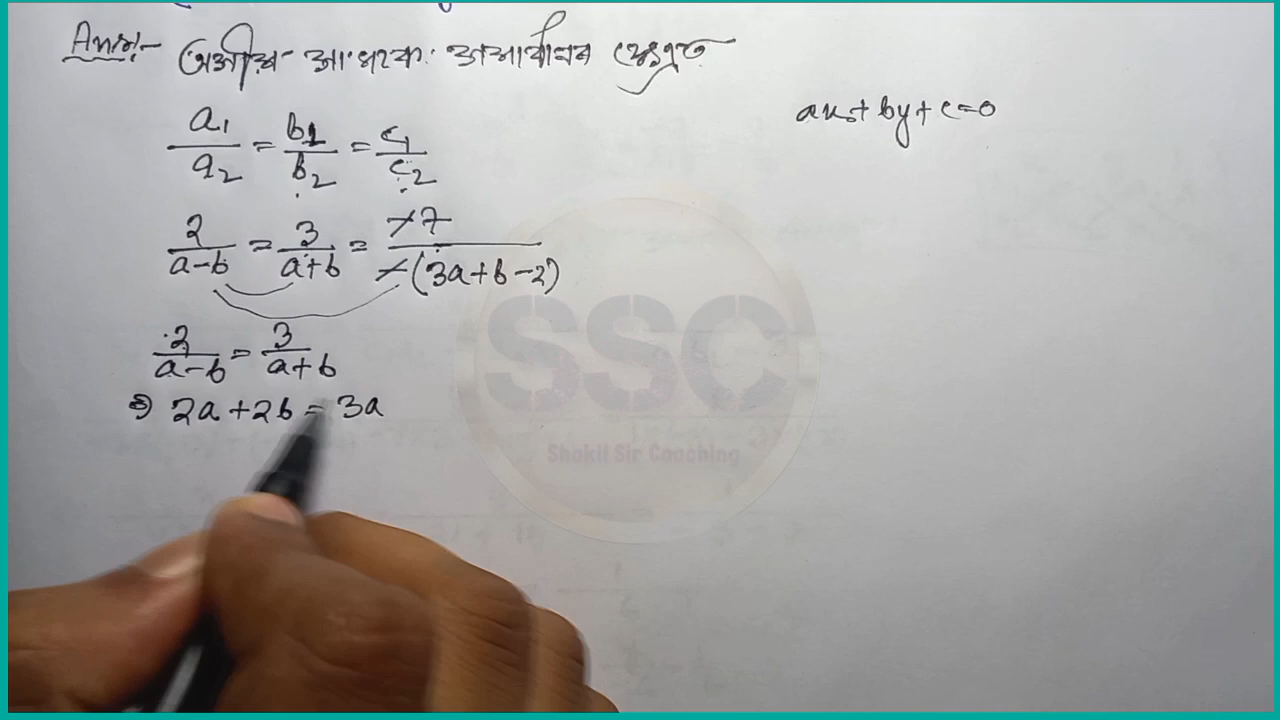 Ans:- অসীম সংখ্যক সমাধানের ক্ষেত্রে
ax + by + c = 0
a₁/a₂ = b₁/b₂ = c₁/c₂
2/(a-b) = 3/(a+b) = -7/-(3a+b-2)
2/(a-b) = 3/(a+b)
⇒ 2a + 2b = 3a
SSC
Shakil Sir Coaching